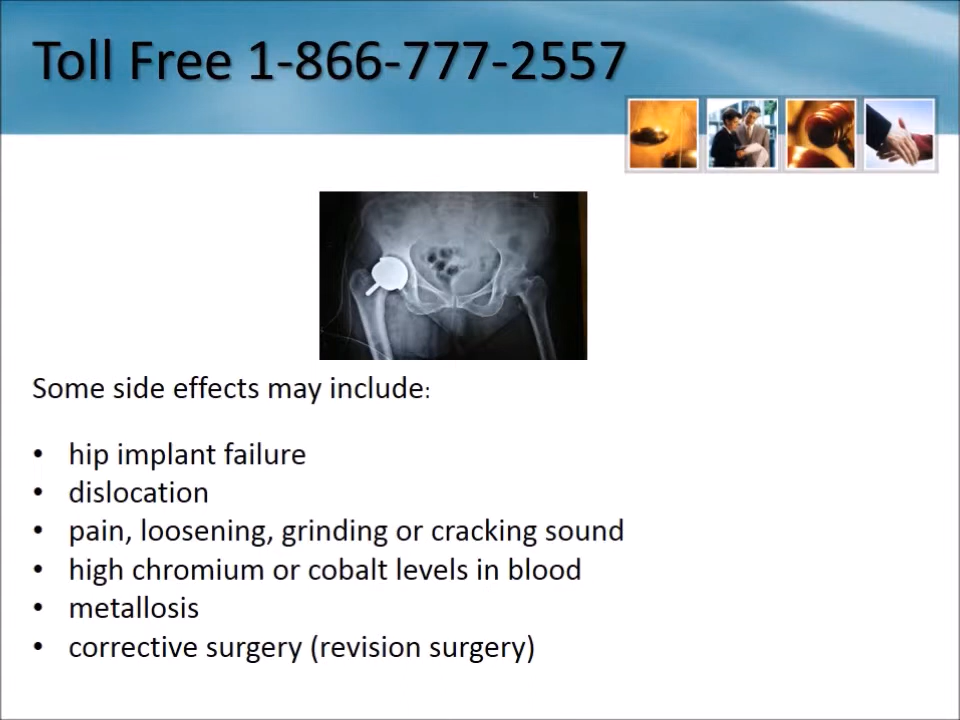 Toll Free 1-866-777-2557
Some side effects may include:
• hip implant failure
• dislocation
• pain, loosening, grinding or cracking sound
• high chromium or cobalt levels in blood
• metallosis
• corrective surgery (revision surgery)